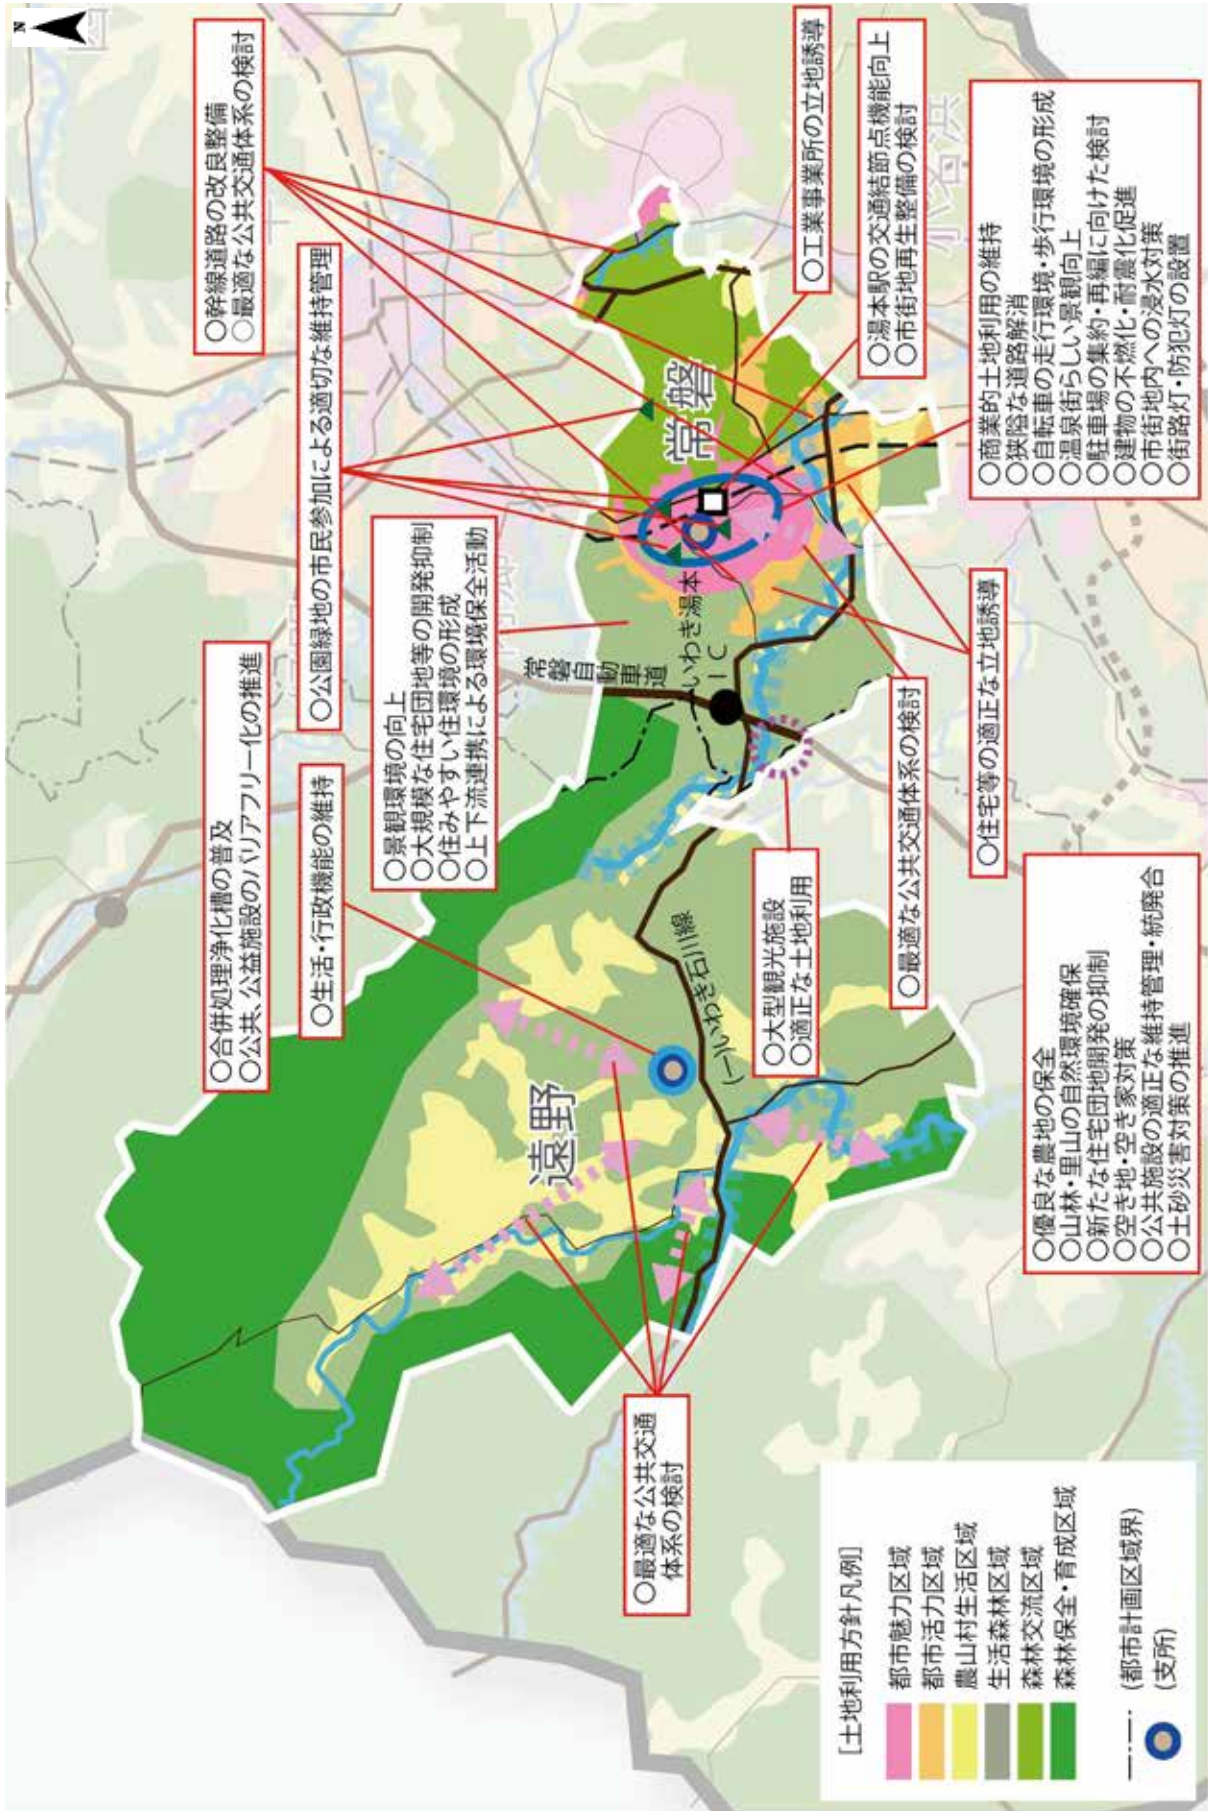 N
○幹線道路の改良整備
○最適な公共交通体系の検討
○公園緑地の市民参加による適切な維持管理
○合併処理浄化槽の普及
○公共、公益施設のバリアフリー化の推進
○生活・行政機能の維持
○景観環境の向上
○大規模な住宅団地等の開発抑制
○住みやすい住環境の形成
○上下流連携による環境保全活動
○工業事業所の立地誘導
○湯本駅の交通結節点機能向上
○市街地再生整備の検討
○商業的土地利用の維持
○狭隘な道路解消
○自転車の走行環境・歩行環境の形成
○温泉街らしい景観向上
○駐車場の集約・再編に向けた検討
○建物の不燃化・耐震化促進
○市街地内への浸水対策
○街路灯・防犯灯の設置
常磐
遠野
常磐
自動車
道
いわき湯本
IC
(一)いわき石川線
小名浜
○大型観光施設
○適正な土地利用
○最適な公共交通体系の検討
○住宅等の適正な立地誘導
○最適な公共交通
体系の検討
○優良な農地の保全
○山林・里山の自然環境確保
○新たな住宅団地開発の抑制
○空き地・空き家対策
○公共施設の適正な維持管理・統廃合
○土砂災害対策の推進
[土地利用方針凡例]
都市魅力区域
都市活力区域
農山村生活区域
生活森林区域
森林交流区域
森林保全・育成区域
(都市計画区域界)
(支所)